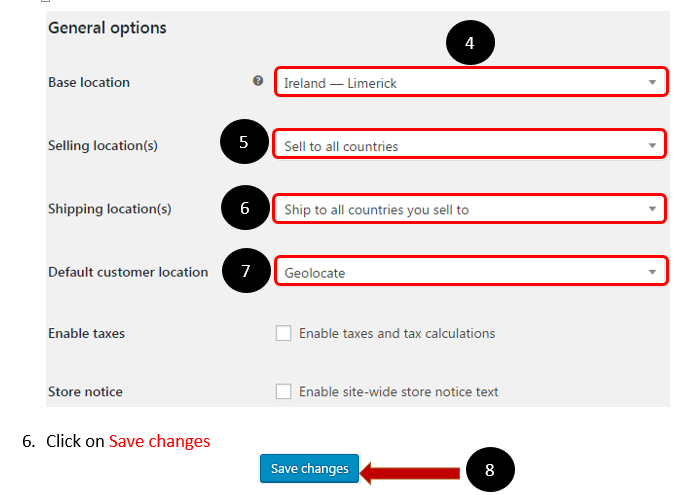 General options
4
Base location ? Ireland — Limerick
Selling location(s) 5 Sell to all countries
Shipping location(s) 6 Ship to all countries you sell to
Default customer location 7 Geolocate
Enable taxes Enable taxes and tax calculations
Store notice Enable site-wide store notice text
6. Click on Save changes
Save changes 8